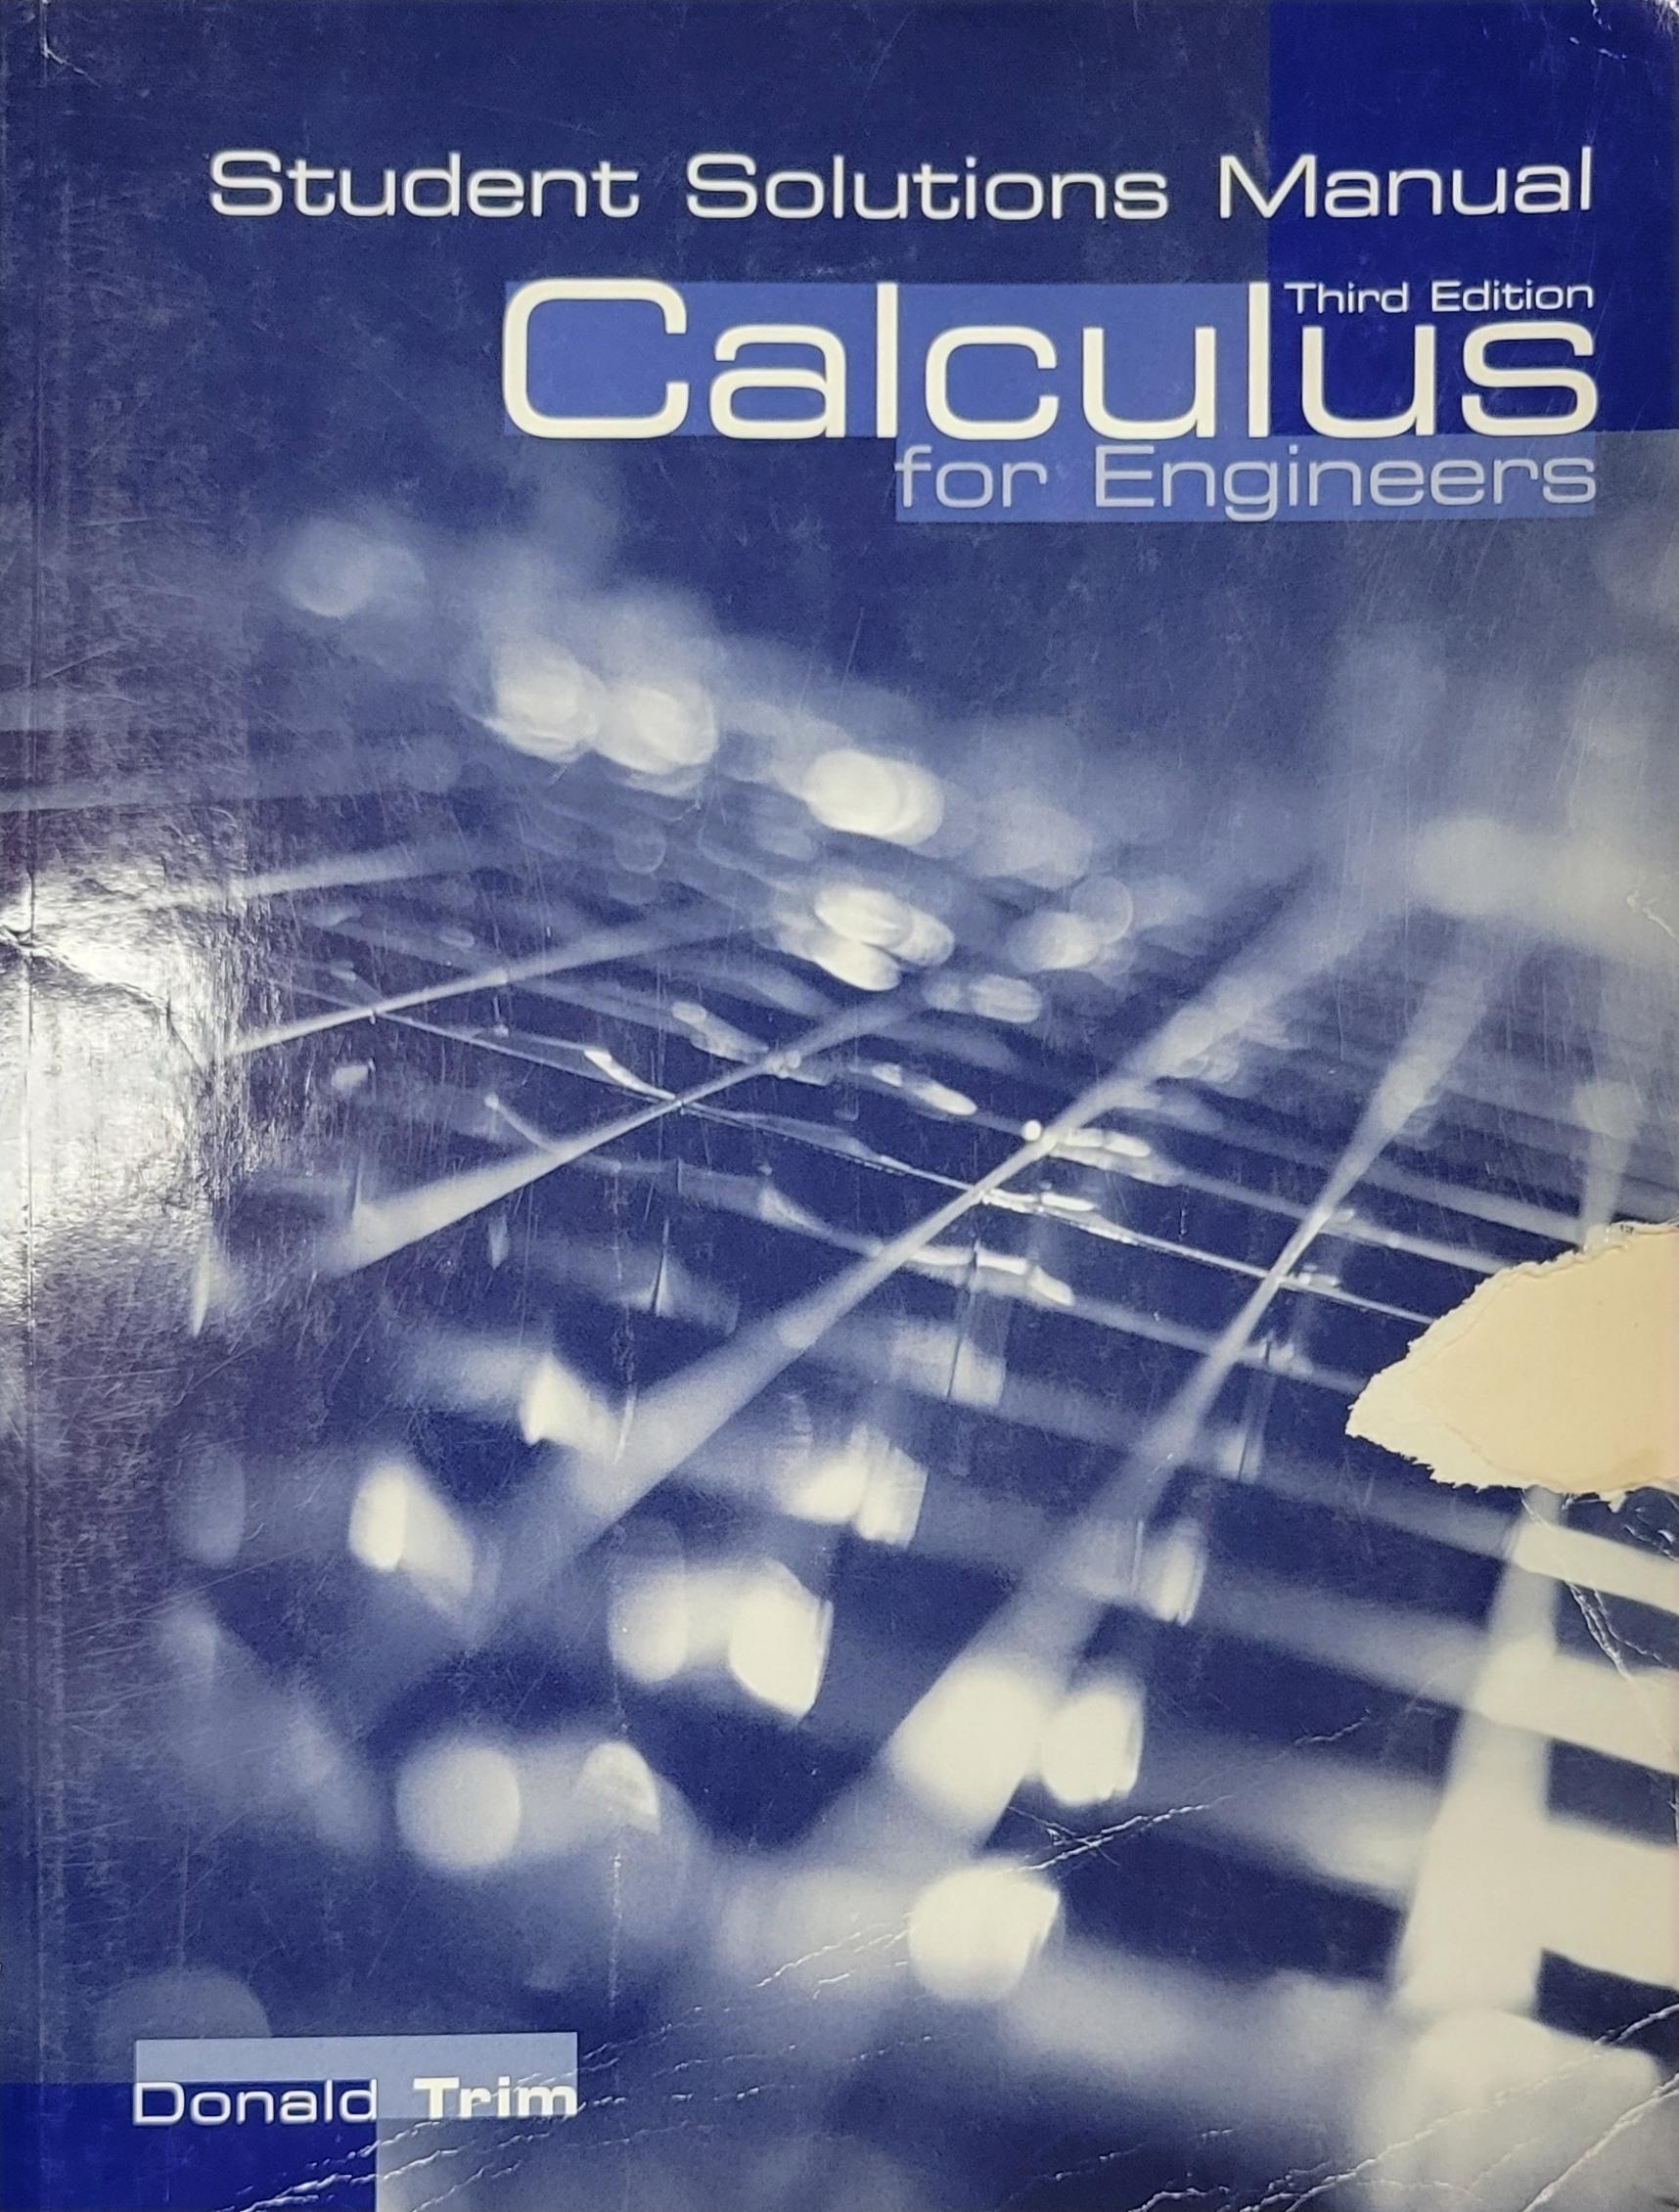 Student Solutions Manual
Third Edition
Calculus
for Engineers
Donald Trim